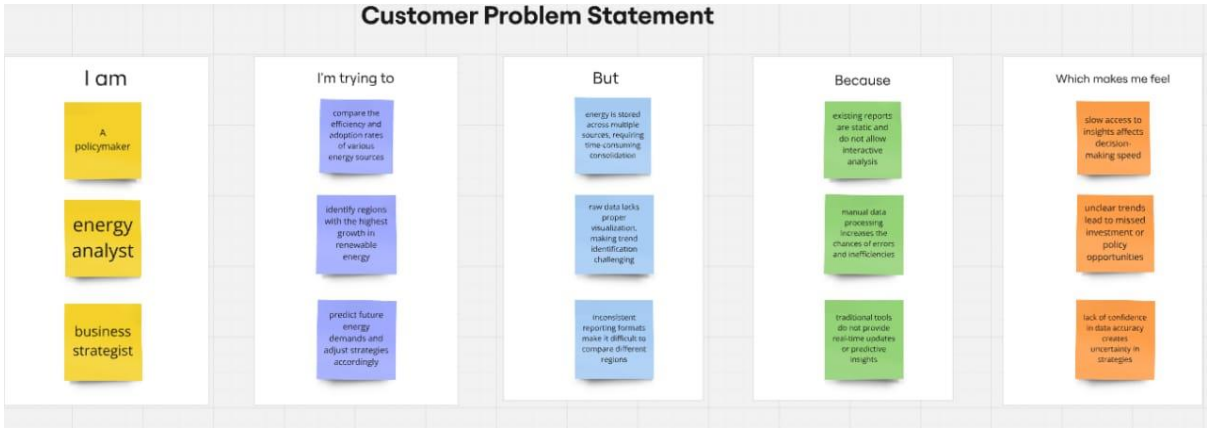 Customer Problem Statement
I am
A
policymaker
energy
analyst
business
strategist
I'm trying to
compare the
efficiency and
adoption rates
of various
energy sources
identify regions
with the highest
growth in
renewable
energy
predict future
energy
demands and
adjust strategies
accordingly
But
energy is stored
across multiple
sources, requiring
time-consuming
consolidation
raw data lacks
proper
visualization,
making trend
identification
challenging
inconsistent
reporting formats
make it difficult to
compare different
regions
Because
existing reports
are static and
do not allow
interactive
analysis
manual data
processing
increases the
chances of errors
and inefficiencies
traditional tools
do not provide
real-time updates
or predictive
insights
Which makes me feel
slow access to
insights affects
decision-
making speed
unclear trends
lead to missed
investment or
policy
opportunities
lack of confidence
in data accuracy
creates
uncertainty in
strategies